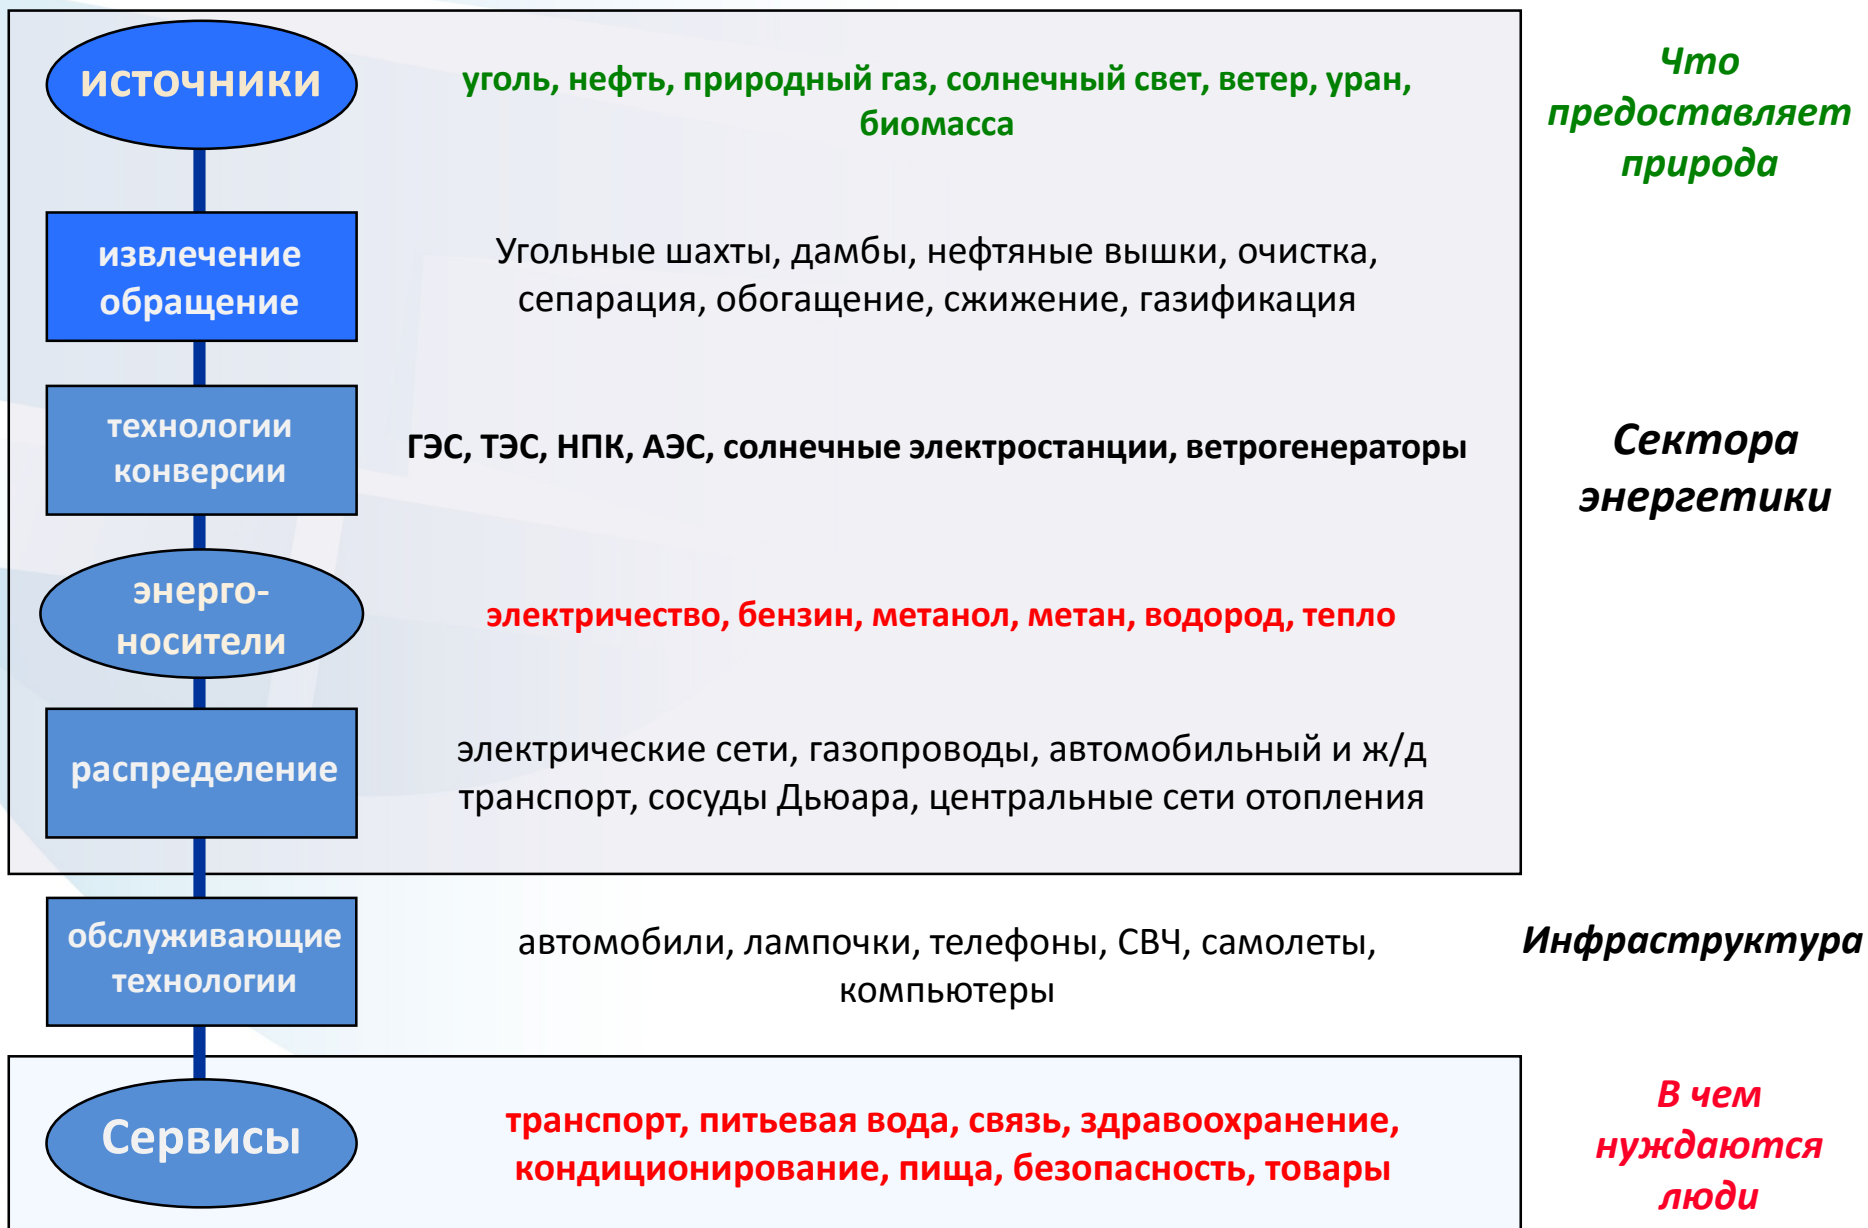 источники
уголь, нефть, природный газ, солнечный свет, ветер, уран,
биомасса
Что
предоставляет
природа
извлечение
обращение
Угольные шахты, дамбы, нефтяные вышки, очистка,
сепарация, обогащение, сжижение, газификация
технологии
конверсии
ГЭС, ТЭС, НПК, АЭС, солнечные электростанции, ветрогенераторы
Сектора
энергетики
энерго-
носители
электричество, бензин, метанол, метан, водород, тепло
распределение
электрические сети, газопроводы, автомобильный и ж/д
транспорт, сосуды Дьюара, центральные сети отопления
обслуживающие
технологии
автомобили, лампочки, телефоны, СВЧ, самолеты,
компьютеры
Инфраструктура
Сервисы
транспорт, питьевая вода, связь, здравоохранение,
кондиционирование, пища, безопасность, товары
В чем
нуждаются
люди